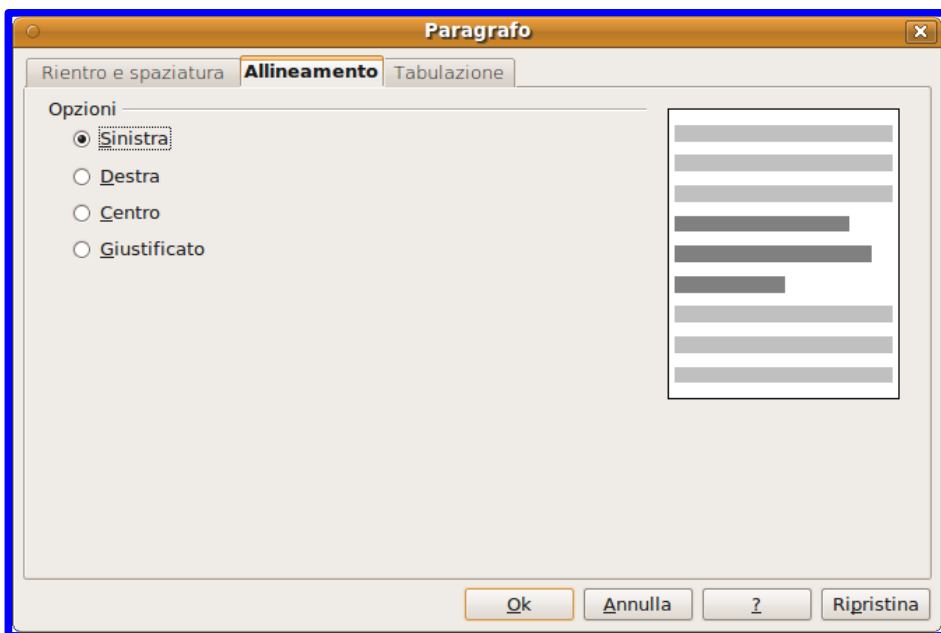 Paragrafo
Rientro e spaziatura Allineamento Tabulazione
Opzioni
Sinistra
Destra
Centro
Giustificato
Ok Annulla ? Ripristina